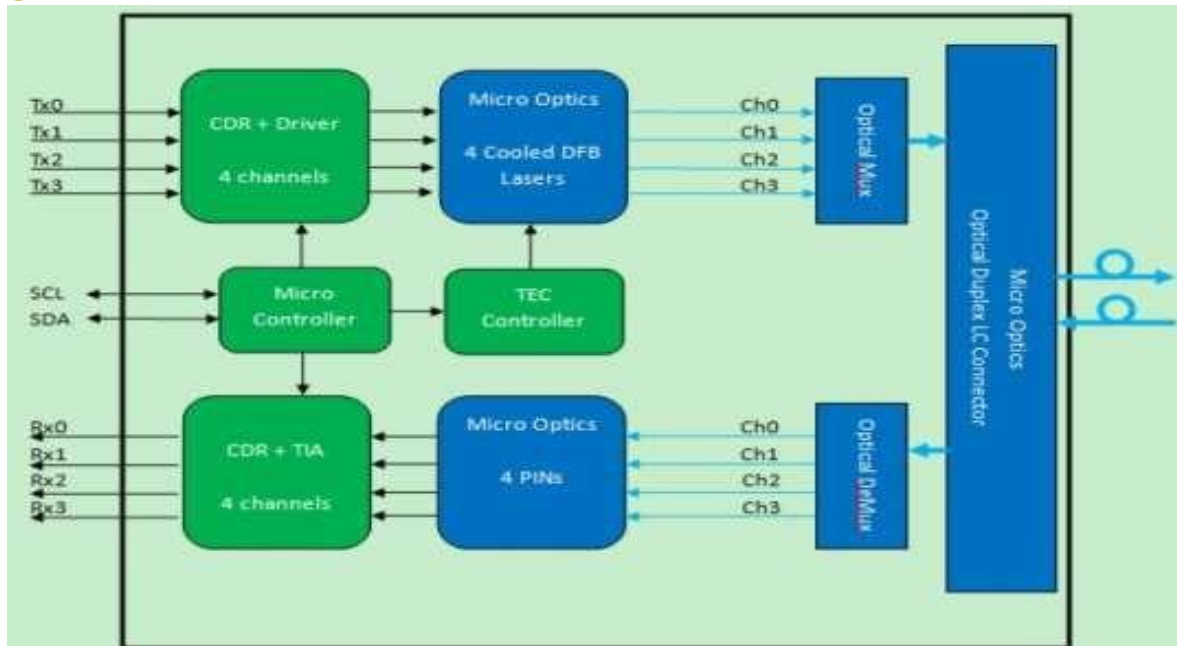 Tx0
Tx1
Tx2
Tx3
CDR + Driver
4 channels
Micro Optics
4 Cooled DFB
Lasers
Ch0
Ch1
Ch2
Ch3
Optical Mux
SCL
SDA
Micro
Controller
TEC
Controller
Micro Optics
Optical Duplex LC Connector
Rx0
Rx1
Rx2
Rx3
CDR + TIA
4 channels
Micro Optics
4 PINs
Ch0
Ch1
Ch2
Ch3
Optical DeMux